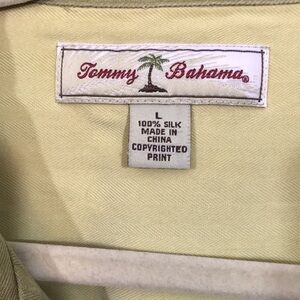 Tommy Bahama®
L
100% SILK
MADE IN
CHINA
COPYRIGHTED
PRINT